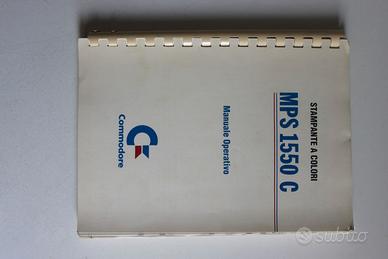 STAMPANTE A COLORI
MPS 1550 C
Manuale Operativo
Commodore
subito